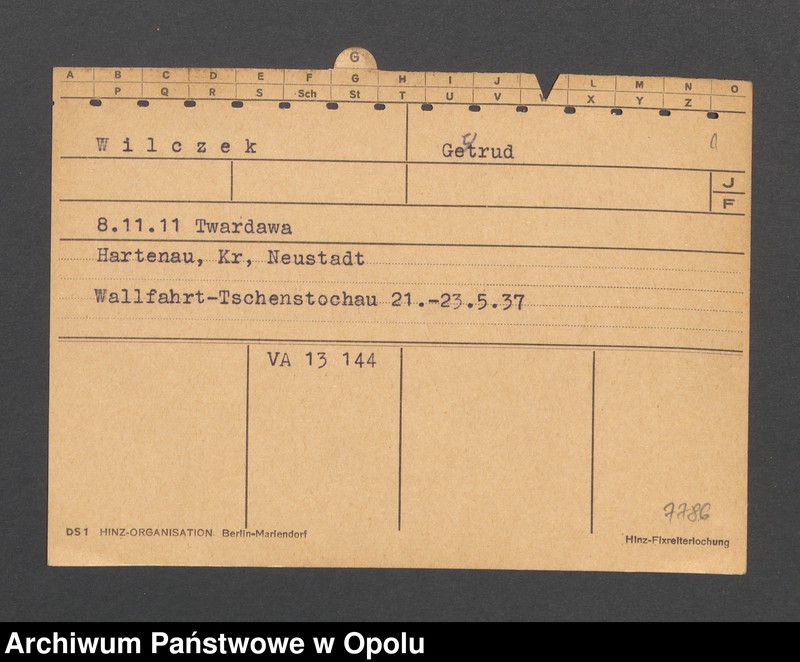 G
A B C D E F G H I J L M N O
P Q R S Sch St T U V W X Y Z
Wilczek Getrud
J
F
8.11.11 Twardawa
Hartenau, Kr, Neustadt
Wallfahrt-Tschenstochau 21.-23.5.37
VA 13 144
7786
DS1 HINZ-ORGANISATION Berlin-Mariendorf
Hinz-Fixreiterlochung
Archiwum Państwowe w Opolu